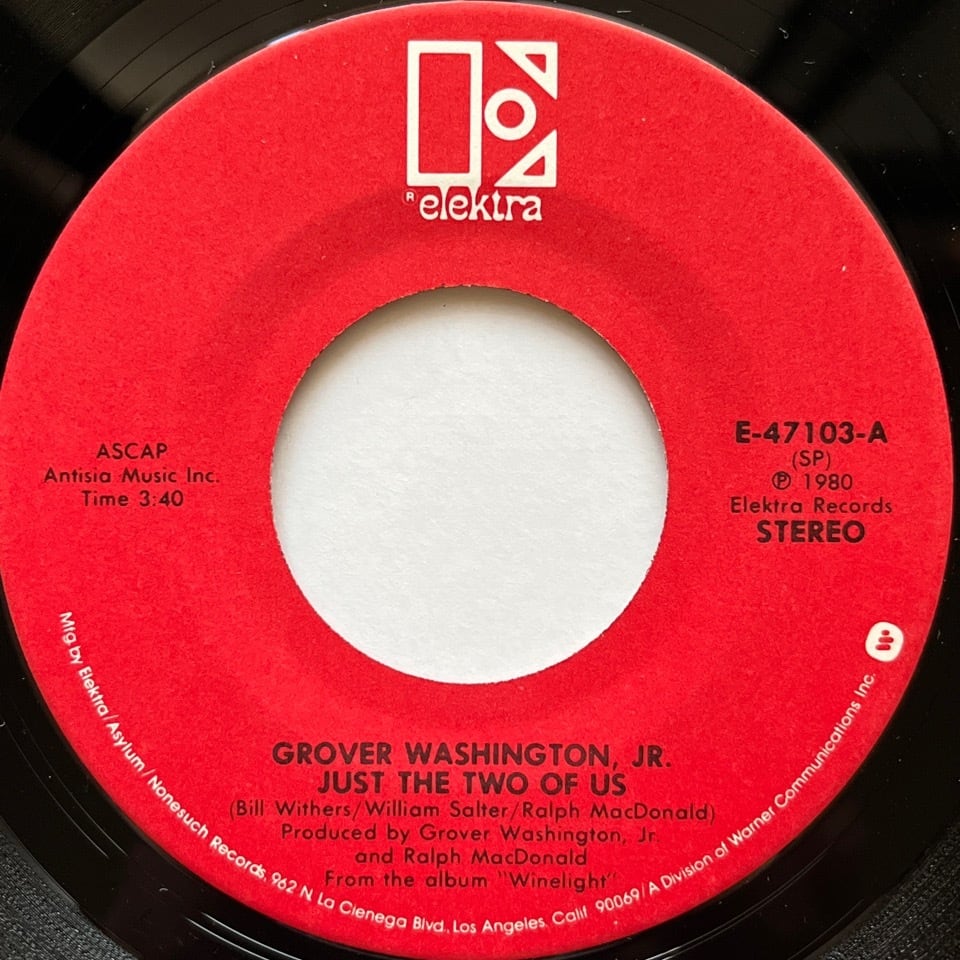 ® elektra
ASCAP
Antisia Music Inc.
Time 3:40
E-47103-A
(SP)
℗ 1980
Elektra Records
STEREO
GROVER WASHINGTON, JR.
JUST THE TWO OF US
(Bill Withers/William Salter/Ralph MacDonald)
Produced by Grover Washington, Jr.
and Ralph MacDonald
From the album "Winelight"
Mfg. by Elektra/Asylum/Nonesuch Records, 962 N. La Cienega Blvd., Los Angeles, Calif. 90069/A Division of Warner Communications Inc.